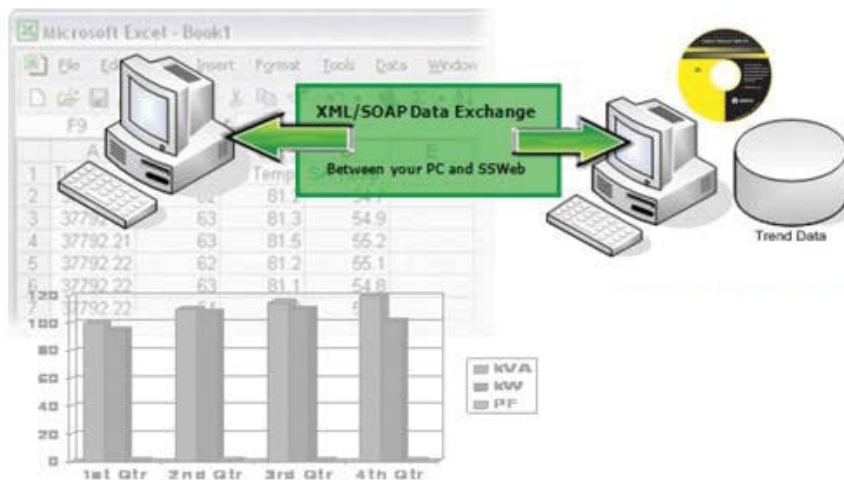 Microsoft Excel - Book1
File Insert Format Tools Data Window
F9
A E
1 Temp
2 62 81.2
3 37792 63 81.3 54.9
4 37792.21 63 81.5 55.2
5 37792.22 62 81.2 55.1
6 37792.22 63 81.1 54.8
7 37792.22
XML/SOAP Data Exchange
Between your PC and SSWeb
Trend Data
120
100
80
60
40
20
0
1st Qtr 2nd Qtr 3rd Qtr 4th Qtr
kVA
kW
PF